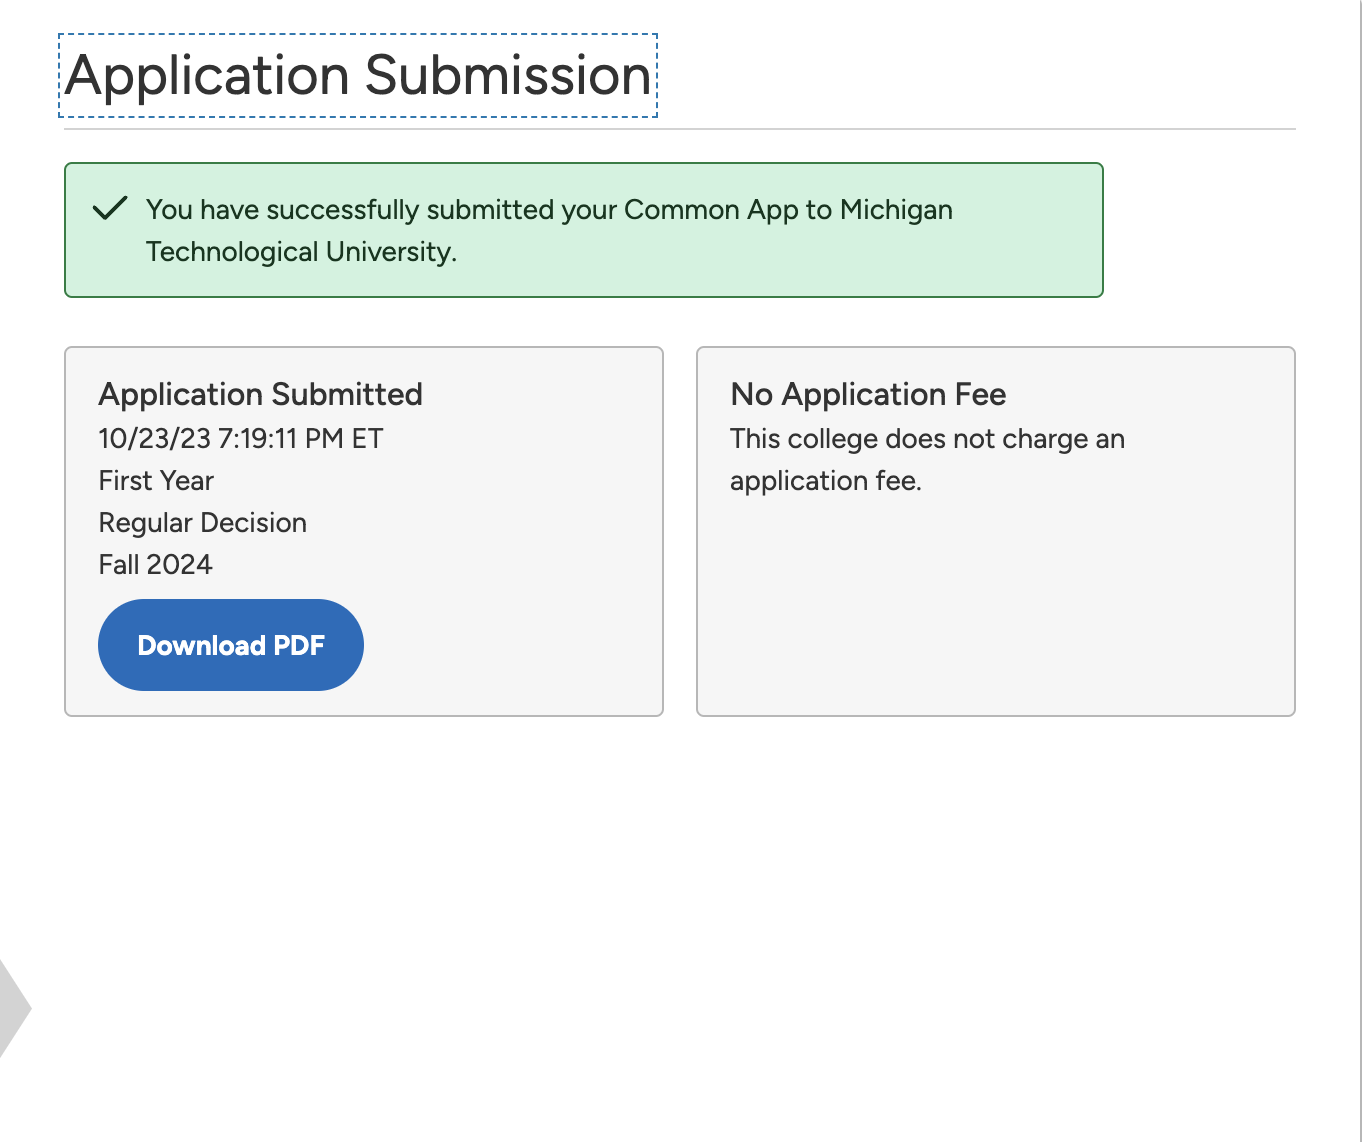 Application Submission
You have successfully submitted your Common App to Michigan
Technological University.
Application Submitted
10/23/23 7:19:11 PM ET
First Year
Regular Decision
Fall 2024
Download PDF
No Application Fee
This college does not charge an
application fee.